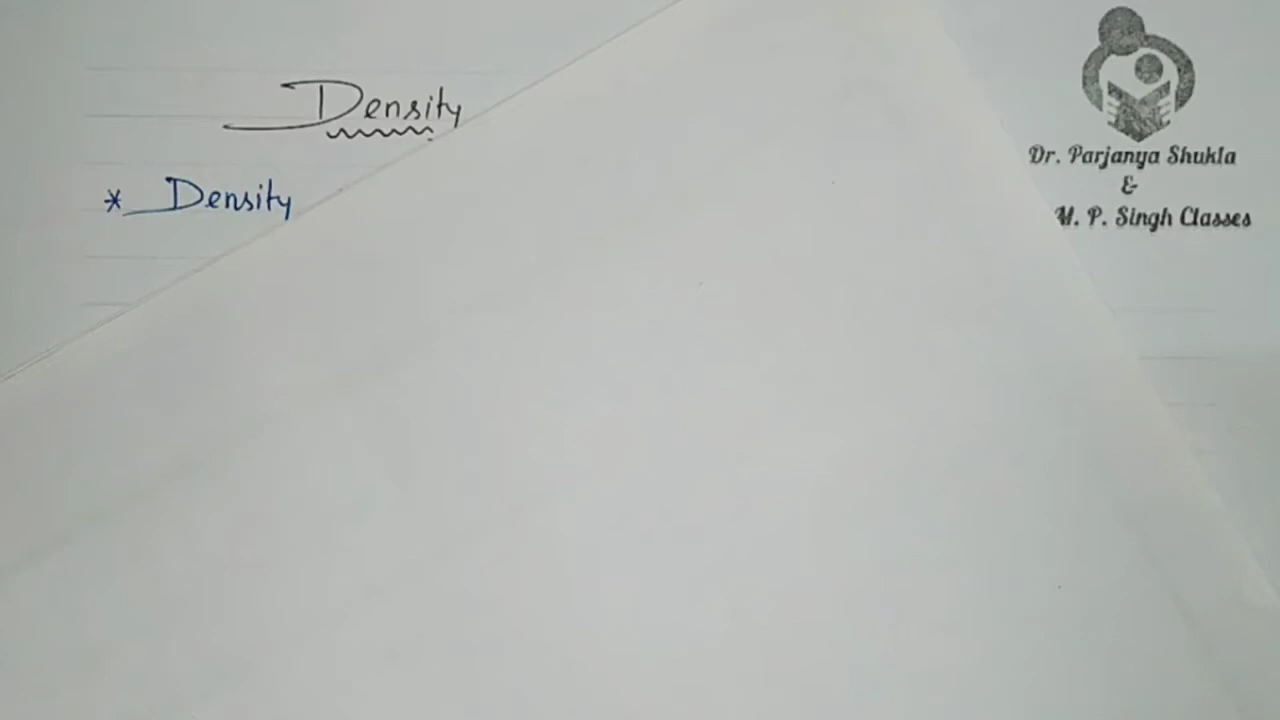 Density
* Density
Dr. Parjanya Shukla
&
M. P. Singh Classes